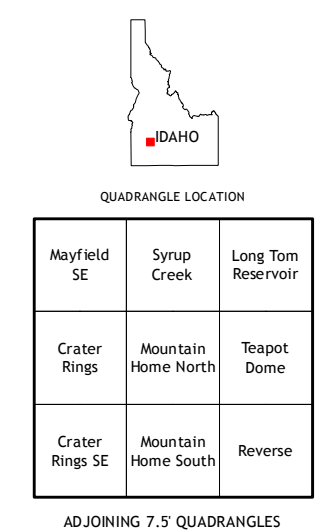 IDAHO
QUADRANGLE LOCATION
Mayfield
SE
Syrup
Creek
Long Tom
Reservoir
Crater
Rings
Mountain
Home North
Teapot
Dome
Crater
Rings SE
Mountain
Home South
Reverse
ADJOINING 7.5' QUADRANGLES